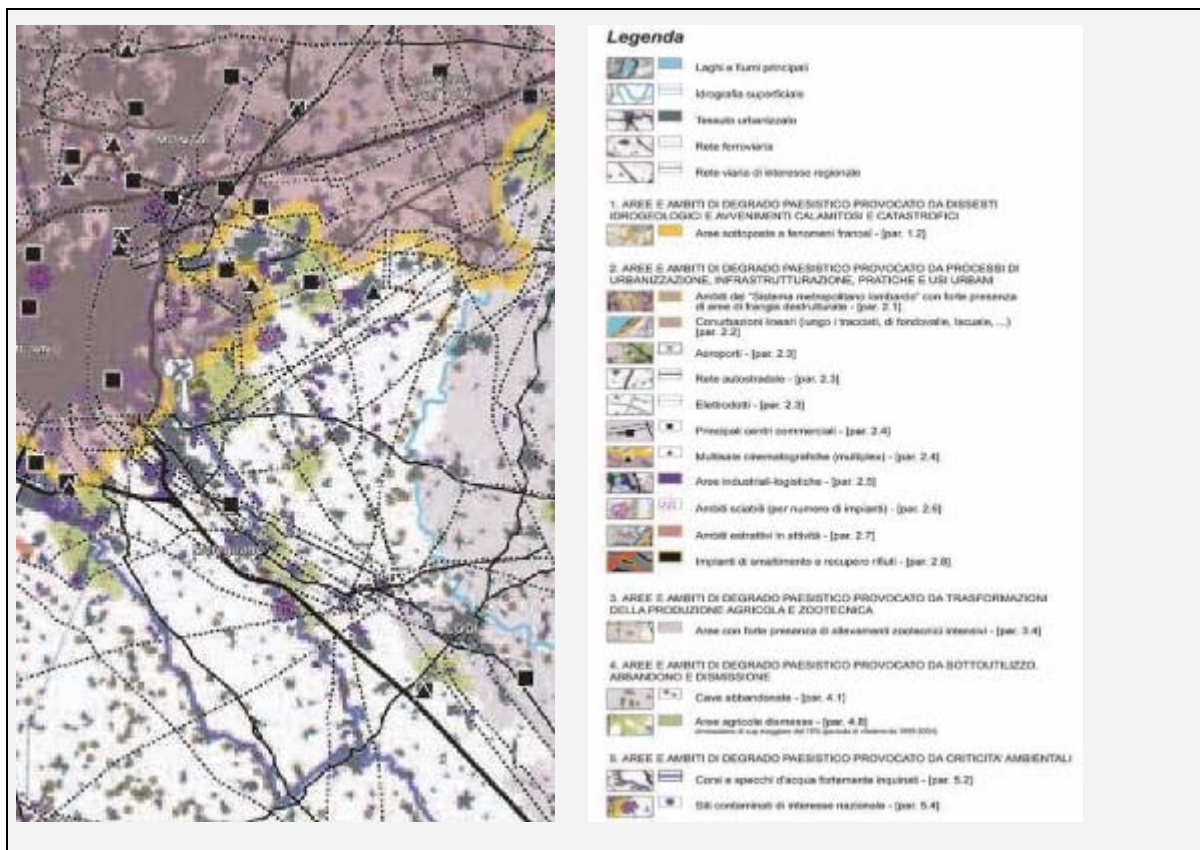 Legenda
Laghi e fiumi principali
Idrografia superficiale
Tessuto urbanizzato
Rete ferroviaria
Rete viaria di interesse regionale
1. AREE E AMBITI DI DEGRADO PAESISTICO PROVOCATO DA DISSESTI
IDROGEOLOGICI E AVVENIMENTI CALAMITOSI E CATASTROFICI
Aree sottoposte a fenomeni franosi - [par. 1.2]
2. AREE E AMBITI DI DEGRADO PAESISTICO PROVOCATO DA PROCESSI DI
URBANIZZAZIONE, INFRASTRUTTURAZIONE, PRATICHE E USI URBANI
Ambiti del "Sistema metropolitano lombardo" con forte presenza
di aree di frangia destrutturate - [par. 2.1]
Conurbazioni lineari (lungo i tracciati, di fondovalle, lacuale, ...)
[par. 2.2]
Aeroporti - [par. 2.3]
Rete autostradale - [par. 2.3]
Elettrodotti - [par. 2.3]
Principali centri commerciali - [par. 2.4]
Multisale cinematografiche (multiplex) - [par. 2.4]
Aree industriali-logistiche - [par. 2.5]
Ambiti sciabili (per numero di impianti) - [par. 2.6]
Ambiti estrattivi in attività - [par. 2.7]
Impianti di smaltimento e recupero rifiuti - [par. 2.8]
3. AREE E AMBITI DI DEGRADO PAESISTICO PROVOCATO DA TRASFORMAZIONI
DELLA PRODUZIONE AGRICOLA E ZOOTECNICA
Aree con forte presenza di allevamenti zootecnici intensivi - [par. 3.4]
4. AREE E AMBITI DI DEGRADO PAESISTICO PROVOCATO DA SOTTOUTILIZZO,
ABBANDONO E DISMISSIONE
Cave abbandonate - [par. 4.1]
Aree agricole dismesse - [par. 4.8]
5. AREE E AMBITI DI DEGRADO PAESISTICO PROVOCATO DA CRITICITA' AMBIENTALI
Corsi e specchi d'acqua fortemente inquinati - [par. 5.2]
Siti contaminati di interesse nazionale - [par. 5.4]